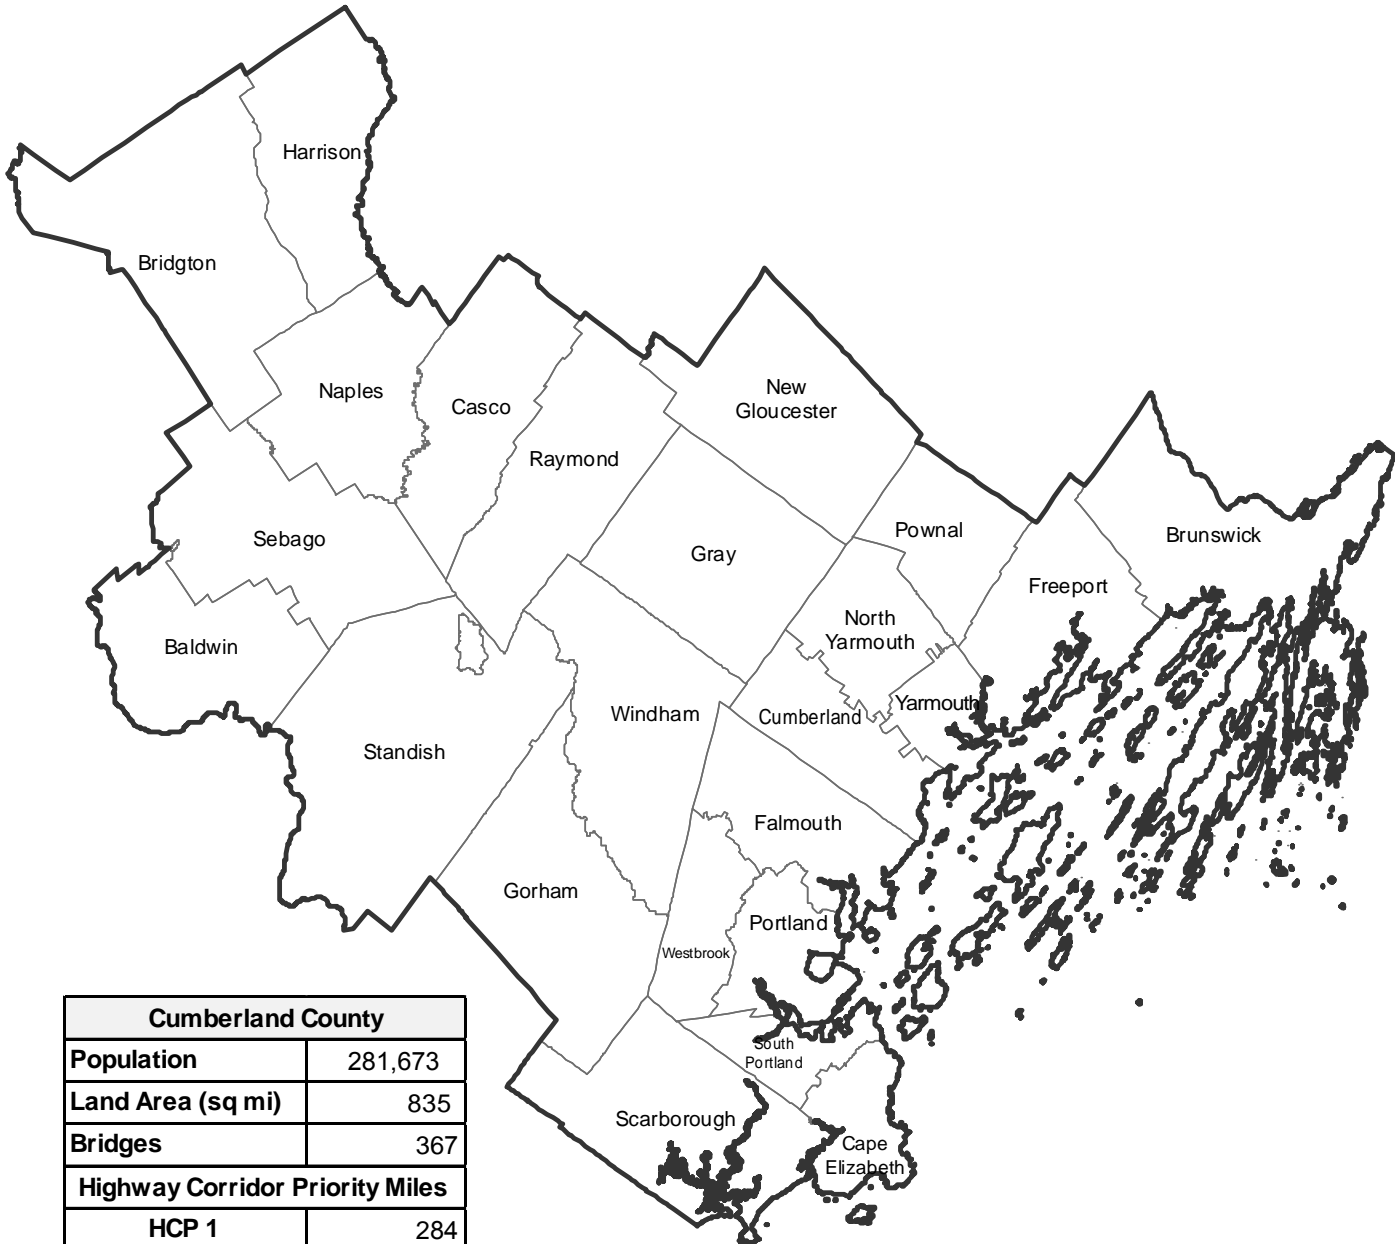 Harrison
Bridgton
New
Gloucester
Naples
Casco
Raymond
Pownal
Brunswick
Sebago
Gray
Freeport
North
Yarmouth
Baldwin
Yarmouth
Windham
Cumberland
Standish
Falmouth
Gorham
Portland
Westbrook
South
Portland
Scarborough
Cape
Elizabeth
Cumberland County
Population 281,673
Land Area (sq mi) 835
Bridges 367
Highway Corridor Priority Miles
HCP 1 284